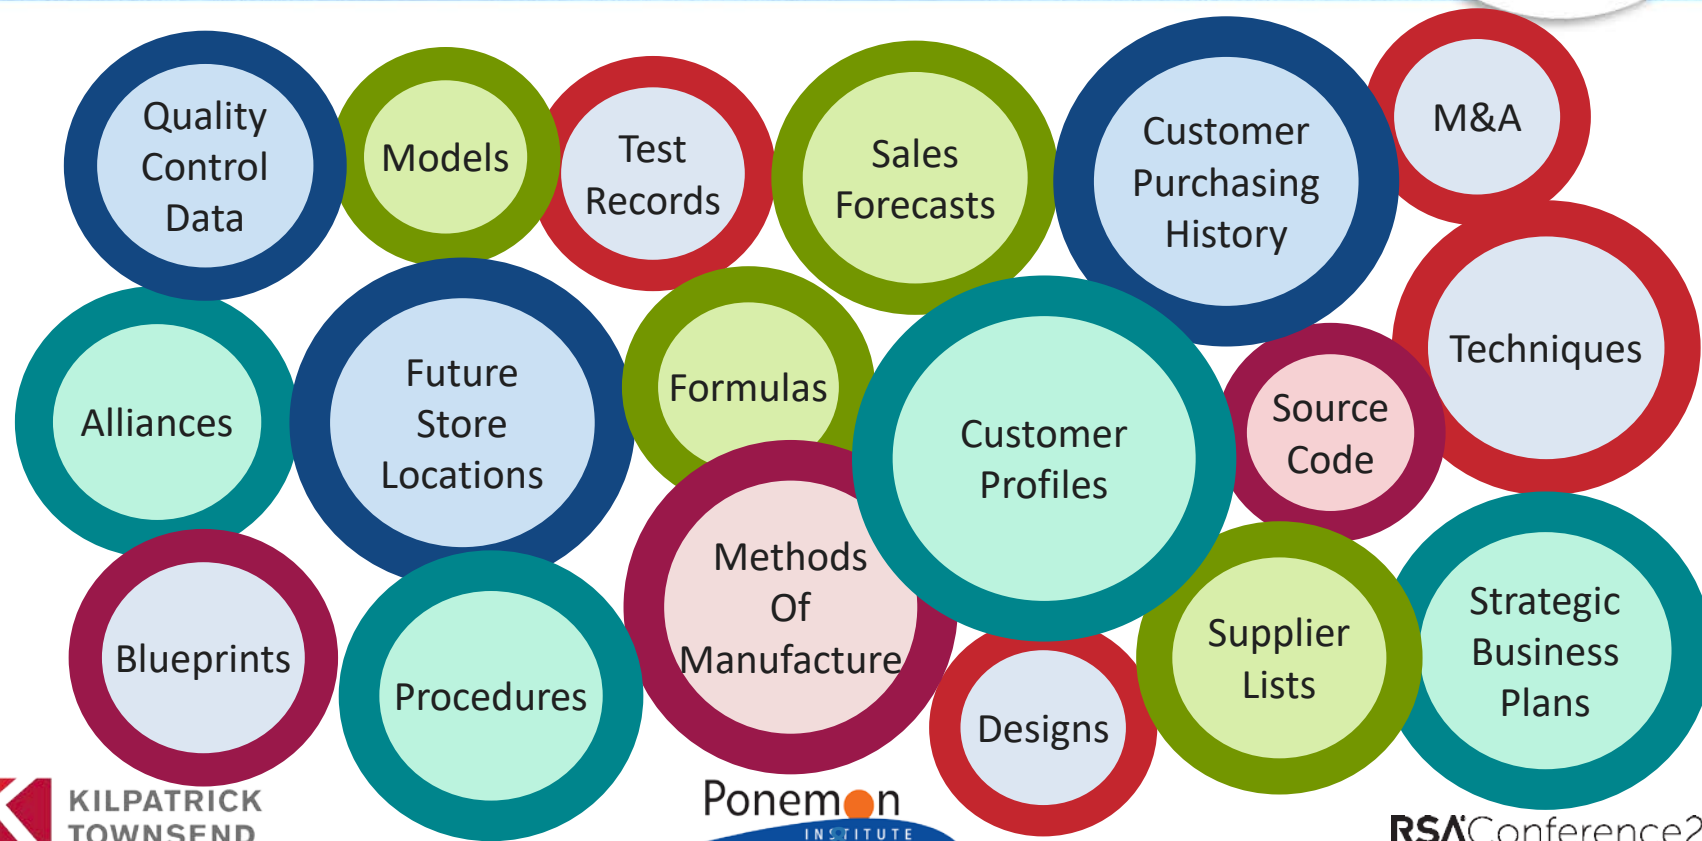 Quality
Control
Data
Models
Test
Records
Sales
Forecasts
Customer
Purchasing
History
M&A
Alliances
Future
Store
Locations
Formulas
Customer
Profiles
Source
Code
Techniques
Blueprints
Procedures
Methods
Of
Manufacture
Designs
Supplier
Lists
Strategic
Business
Plans
KILPATRICK
TOWNSEND
Ponemon
INSTITUTE
RSAConference2